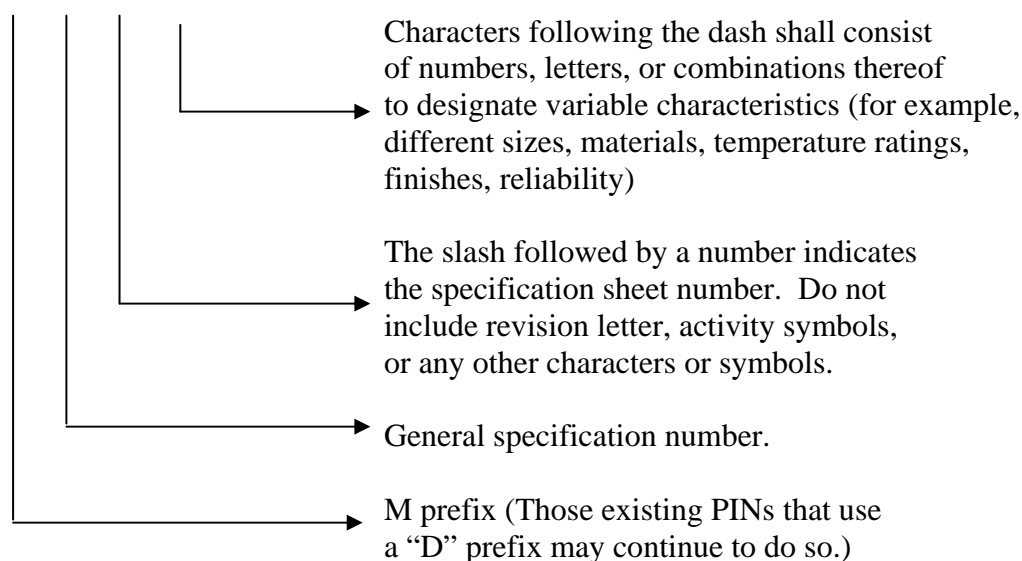 Characters following the dash shall consist
of numbers, letters, or combinations thereof
to designate variable characteristics (for example,
different sizes, materials, temperature ratings,
finishes, reliability)
The slash followed by a number indicates
the specification sheet number.  Do not
include revision letter, activity symbols,
or any other characters or symbols.
General specification number.
M prefix (Those existing PINs that use
a “D” prefix may continue to do so.)